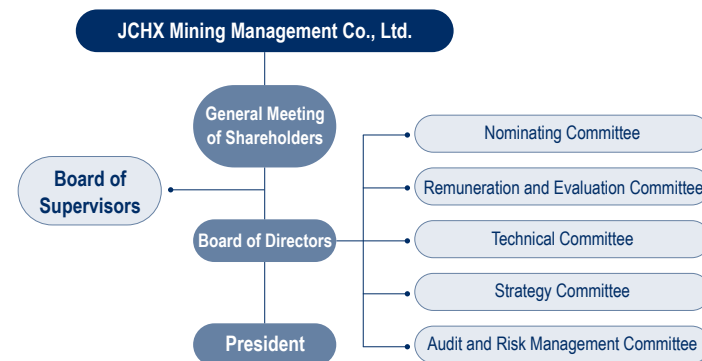 JCHX Mining Management Co., Ltd.
General Meeting
of Shareholders
Board of
Supervisors
Board of Directors
President
Nominating Committee
Remuneration and Evaluation Committee
Technical Committee
Strategy Committee
Audit and Risk Management Committee